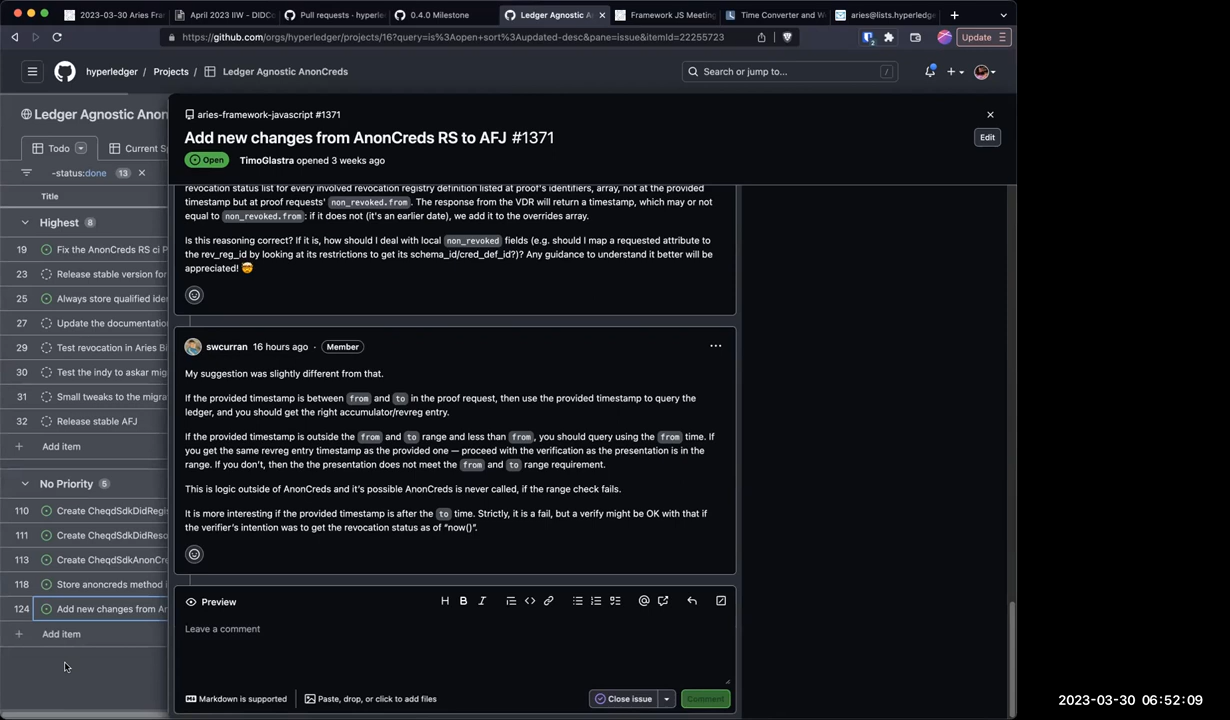 2023-03-30 Aries Fra
April 2023 IIW - DIDCo
Pull requests · hyperle
0.4.0 Milestone
Ledger Agnostic A
Framework JS Meeting
Time Converter and W
aries@lists.hyperledge
https://github.com/orgs/hyperledger/projects/16?query=is%3Aopen+sort%3Aupdated-desc&pane=issue&itemId=22255723
2
Update
hyperledger / Projects / Ledger Agnostic AnonCreds
Search or jump to...
/
Ledger Agnostic Anon
Todo
Current Sp
-status:done 13
Title
Highest 8
19 Fix the AnonCreds RS ci P
23 Release stable version for
25 Always store qualified ide
27 Update the documentatio
29 Test revocation in Aries Bi
30 Test the indy to askar mig
31 Small tweaks to the migra
32 Release stable AFJ
Add item
No Priority 5
110 Create CheqdSdkDidRegis
111 Create CheqdSdkDidReso
113 Create CheqdSdkAnonCre
118 Store anoncreds method i
124 Add new changes from An
Add item
aries-framework-javascript #1371
Add new changes from AnonCreds RS to AFJ #1371
Edit
Open
TimoGlastra opened 3 weeks ago
revocation status list for every involved revocation registry definition listed at proof's identifiers, array, not at the provided
timestamp but at proof requests' non_revoked.from. The response from the VDR will return a timestamp, which may or not
equal to non_revoked.from: if it does not (it's an earlier date), we add it to the overrides array.
Is this reasoning correct? If it is, how should I deal with local non_revoked fields (e.g. should I map a requested attribute to
the rev_reg_id by looking at its restrictions to get its schema_id/cred_def_id?)? Any guidance to understand it better will be
appreciated! 🤯
swcurran 16 hours ago · Member
My suggestion was slightly different from that.
If the provided timestamp is between from and to in the proof request, then use the provided timestamp to query the
ledger, and you should get the right accumulator/revreg entry.
If the provided timestamp is outside the from and to range and less than from, you should query using the from time. If
you get the same revreg entry timestamp as the provided one — proceed with the verification as the presentation is in the
range. If you don't, then the the presentation does not meet the from and to range requirement.
This is logic outside of AnonCreds and it's possible AnonCreds is never called, if the range check fails.
It is more interesting if the provided timestamp is after the to time. Strictly, it is a fail, but a verify might be OK with that if
the verifier's intention was to get the revocation status as of "now()".
Preview
Leave a comment
Markdown is supported
Paste, drop, or click to add files
Close issue
Comment
2023-03-30 06:52:09